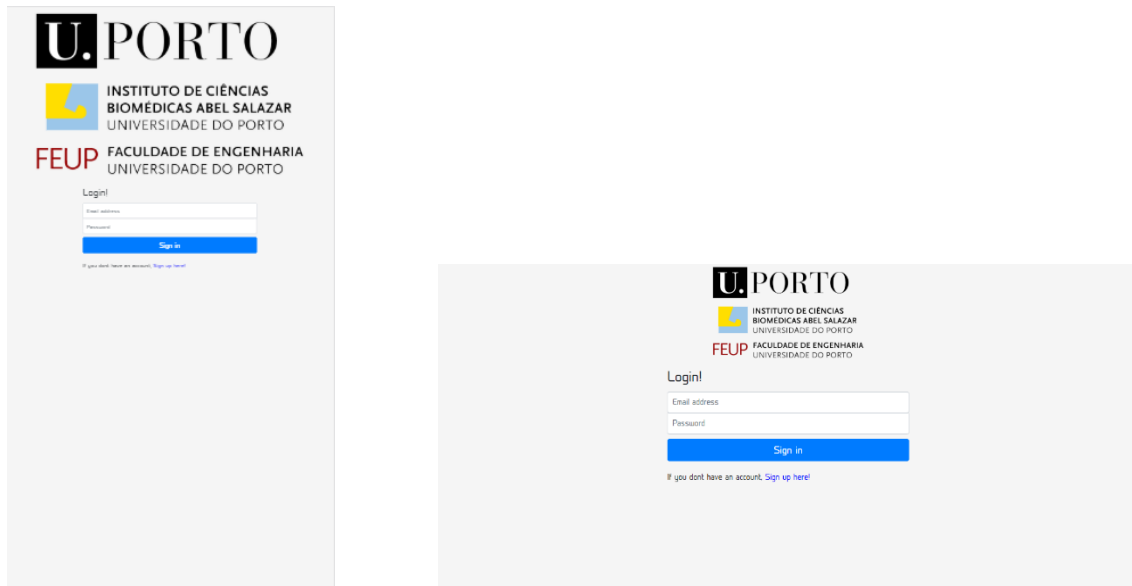 U. PORTO
INSTITUTO DE CIÊNCIAS
BIOMÉDICAS ABEL SALAZAR
UNIVERSIDADE DO PORTO
FEUP FACULDADE DE ENGENHARIA
UNIVERSIDADE DO PORTO
Login!
Email address
Password
Sign in
If you dont have an account, Sign up here!
U. PORTO
INSTITUTO DE CIÊNCIAS
BIOMÉDICAS ABEL SALAZAR
UNIVERSIDADE DO PORTO
FEUP FACULDADE DE ENGENHARIA
UNIVERSIDADE DO PORTO
Login!
Email address
Password
Sign in
If you dont have an account, Sign up here!